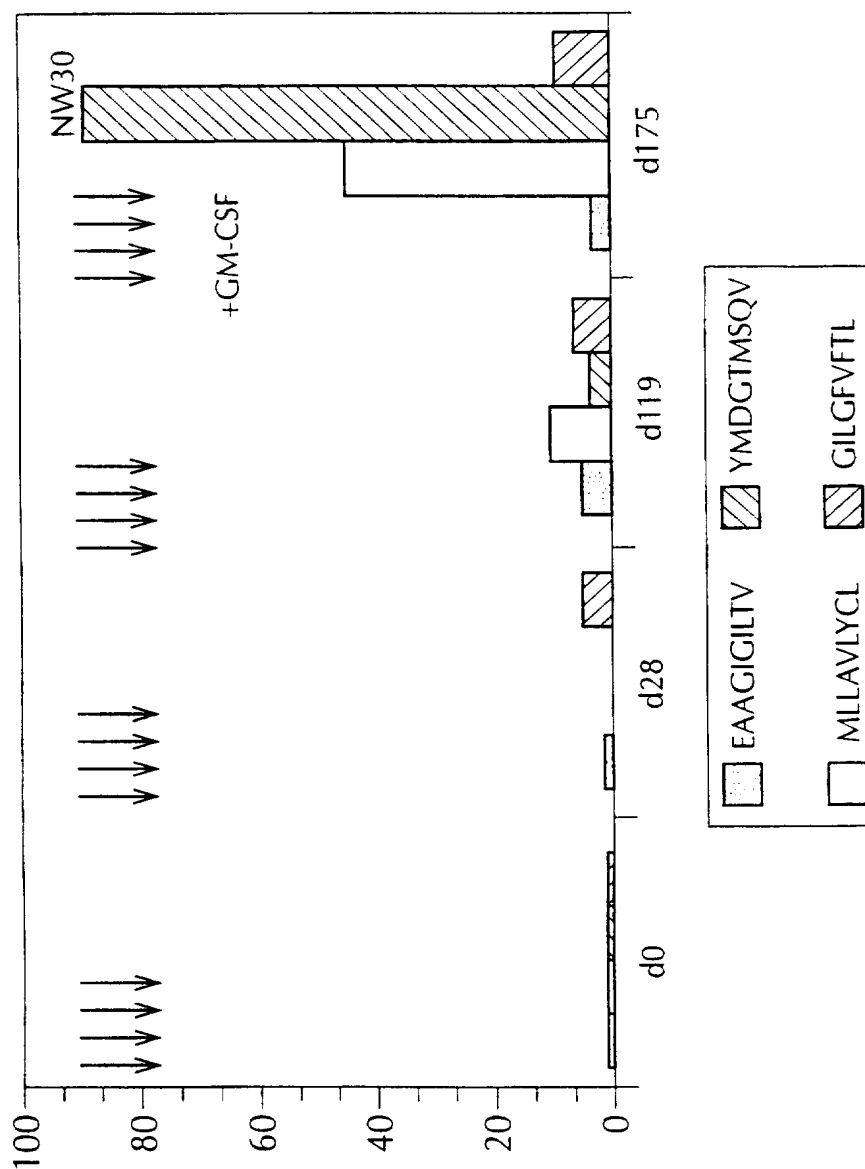 NW30
+GM-CSF
100
80
60
40
20
0
d0
d28
d119
d175
EAAGIGILTV
YMDGTMSQV
MLLAVLYCL
GILGFVFTL